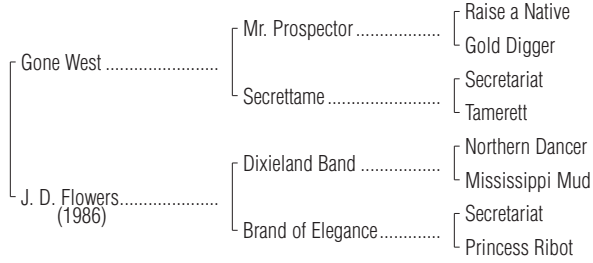 Raise a Native
Mr. Prospector ..................
Gold Digger
Gone West ........................
Secretariat
Secrettame ........................
Tamerett
Northern Dancer
Dixieland Band .................
Mississippi Mud
J. D. Flowers.....................
(1986)
Secretariat
Brand of Elegance.............
Princess Ribot